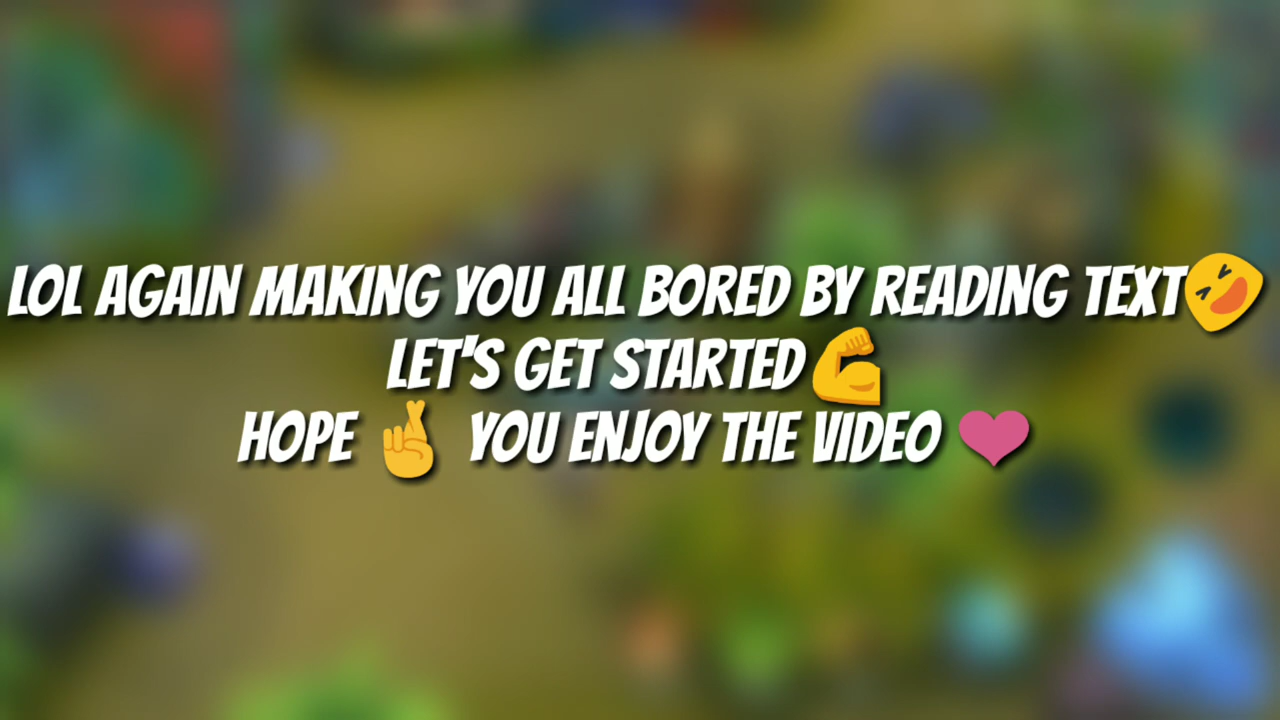 LOL AGAIN MAKING YOU ALL BORED BY READING TEXT🤣
LET'S GET STARTED💪
HOPE 🤞 YOU ENJOY THE VIDEO ❤